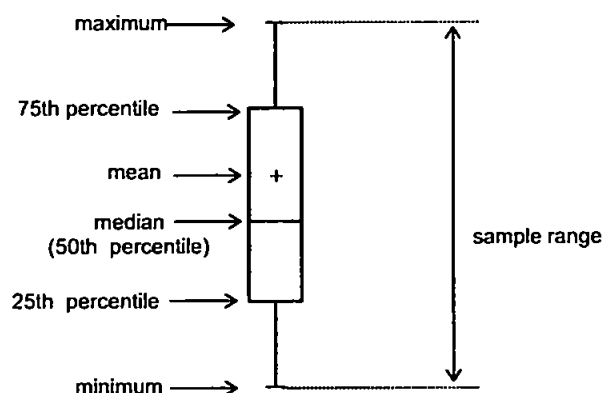 maximum
75th percentile
mean
median
(50th percentile)
sample range
25th percentile
minimum